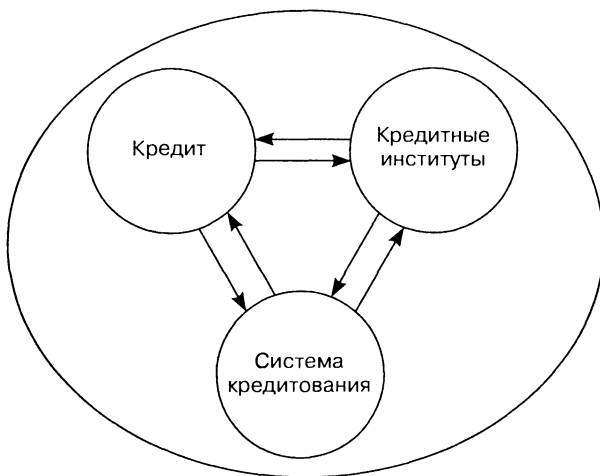 Кредит
Кредитные
институты
Система
кредитования